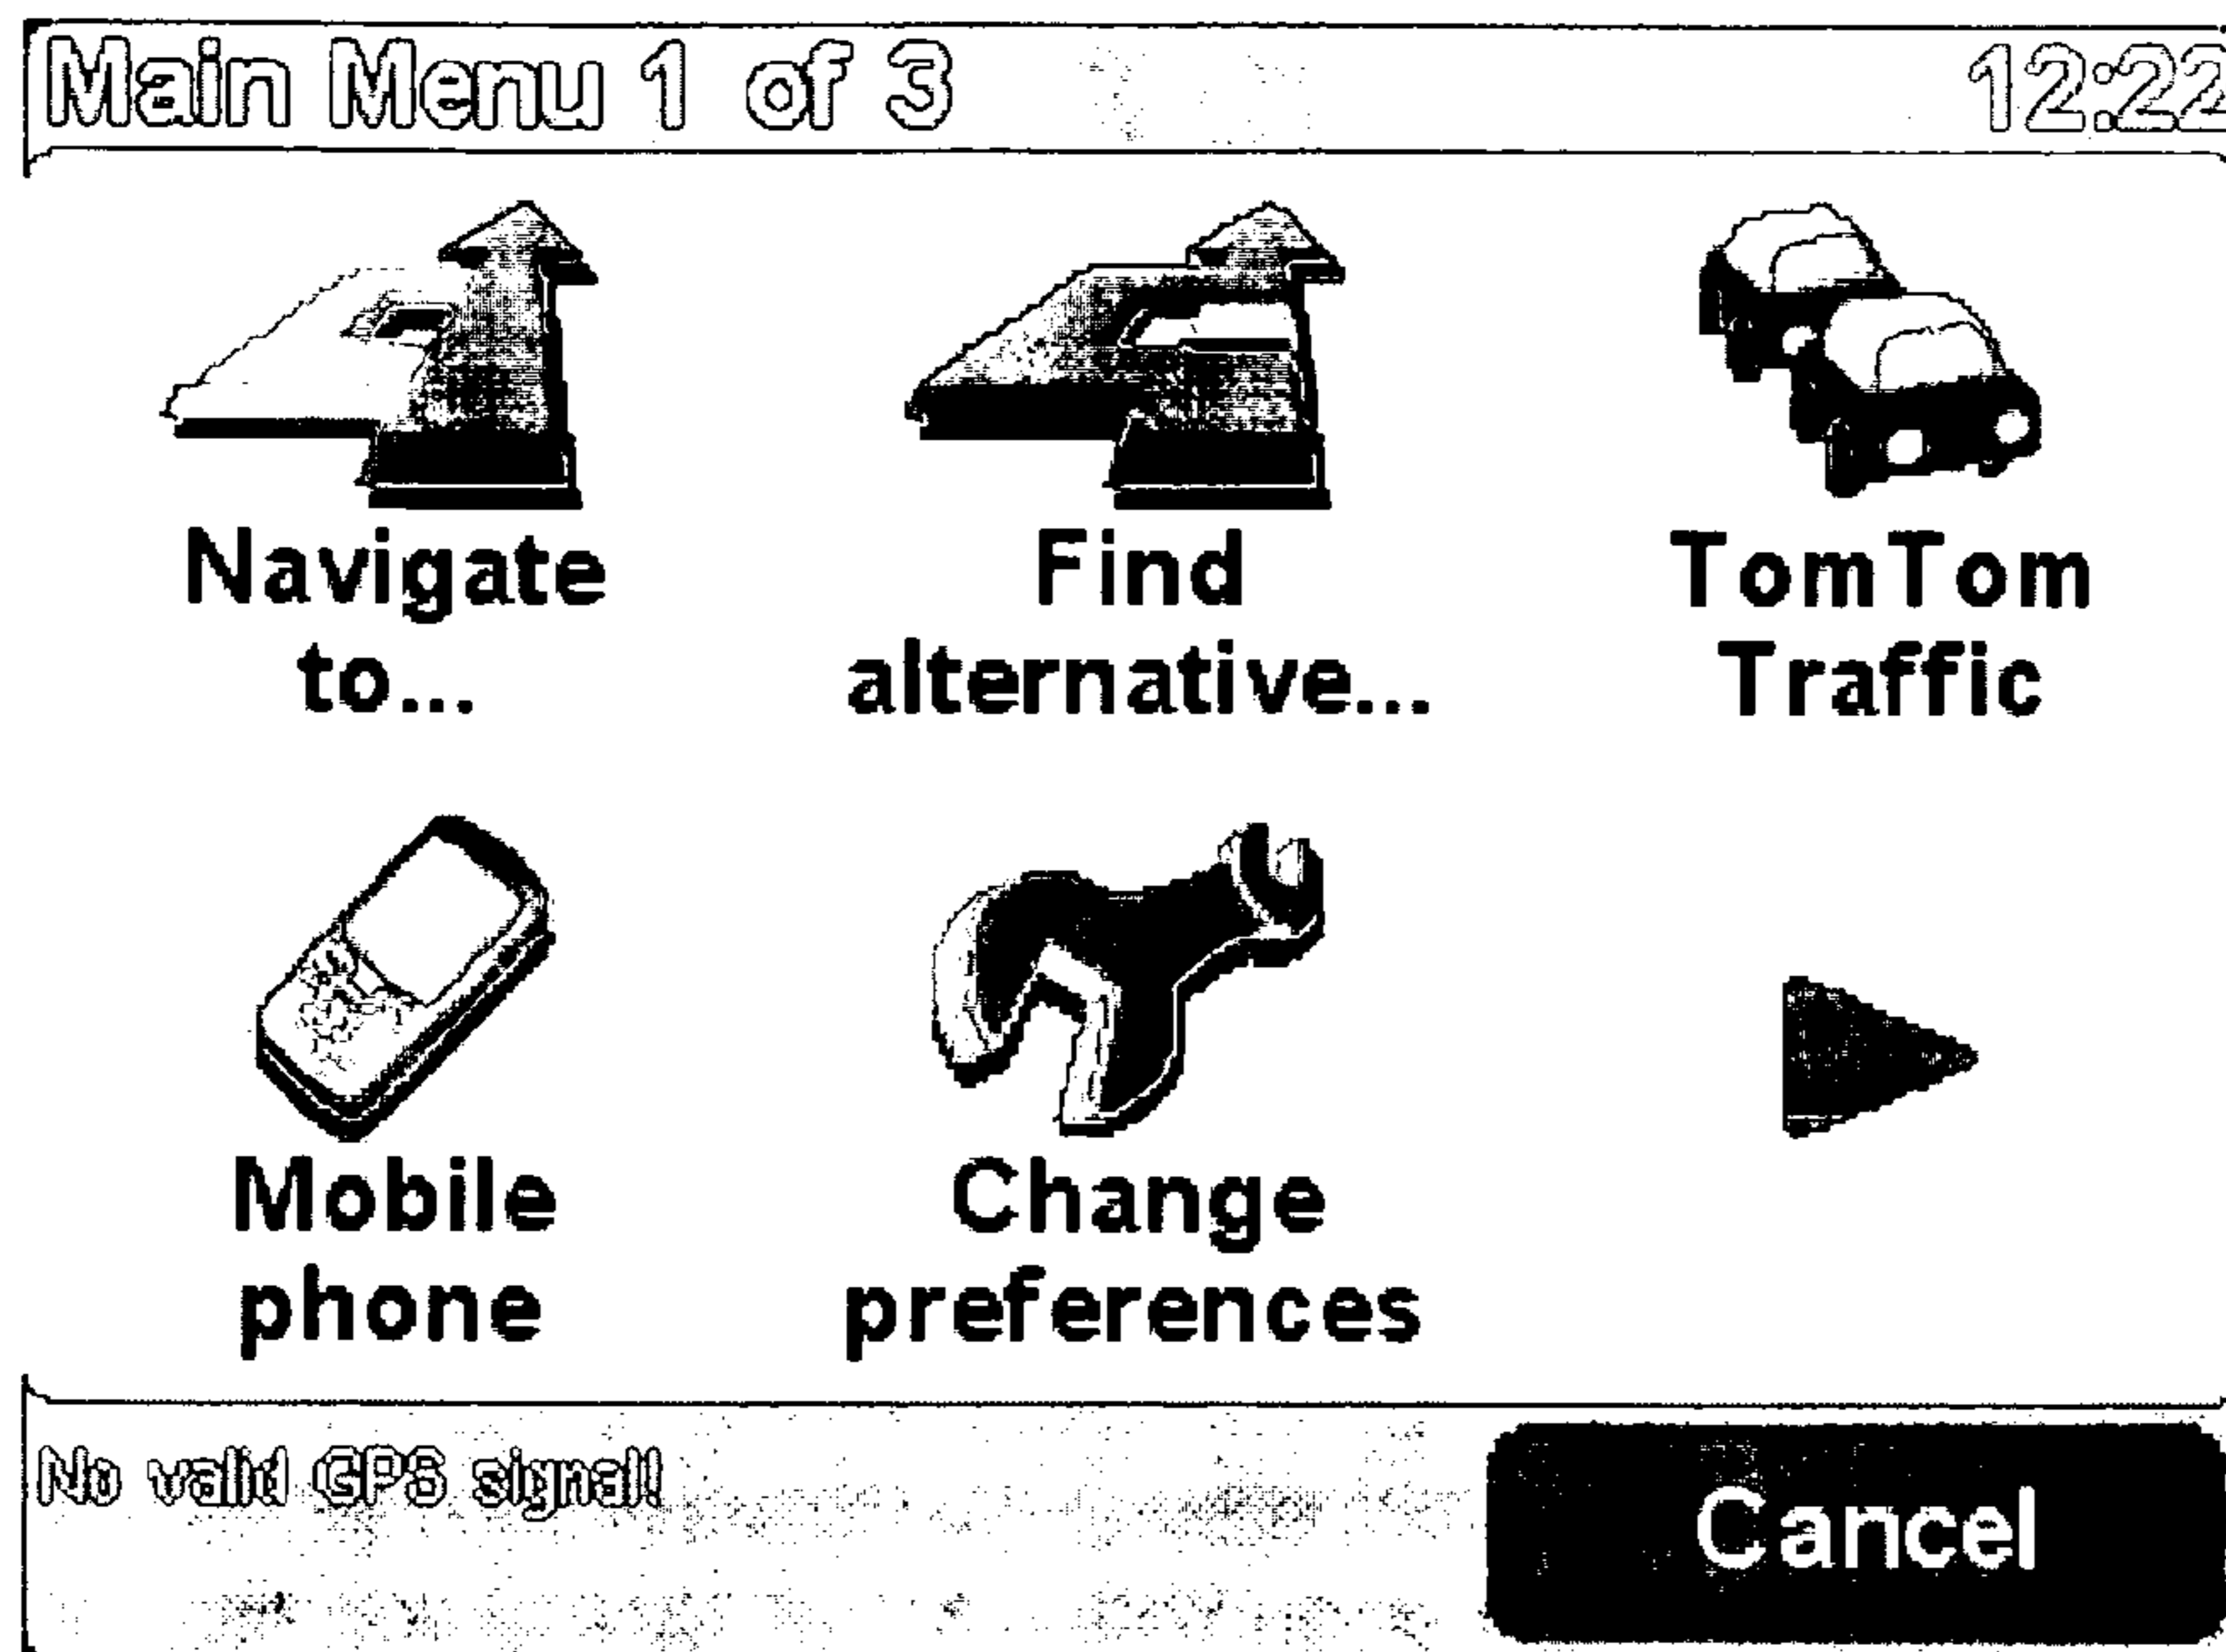 Main Menu 1 of 3 12:22
Navigate
to...
Find
alternative...
TomTom
Traffic
Mobile
phone
Change
preferences
No valid GPS signal!
Cancel